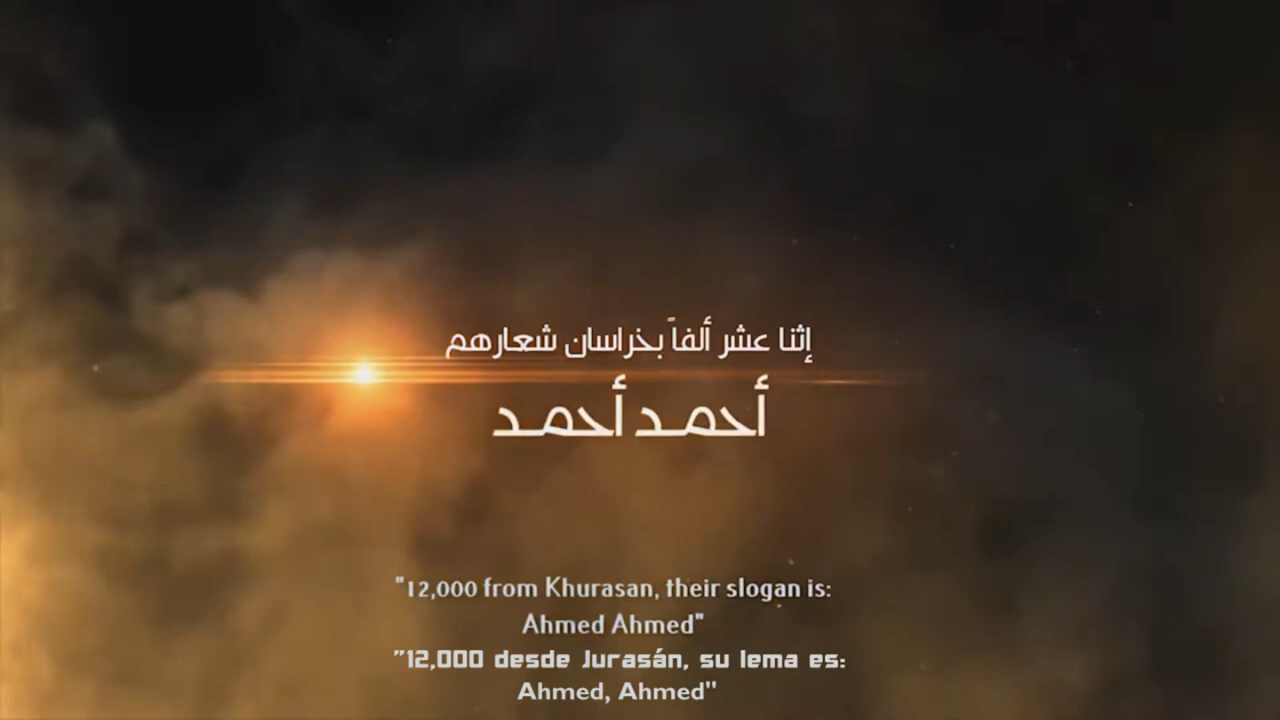 إثنا عشر ألفاً بخراسان شعارهم
أحمد أحمد
"12,000 from Khurasan, their slogan is:
Ahmed Ahmed"
"12,000 desde Jurasán, su lema es:
Ahmed, Ahmed"